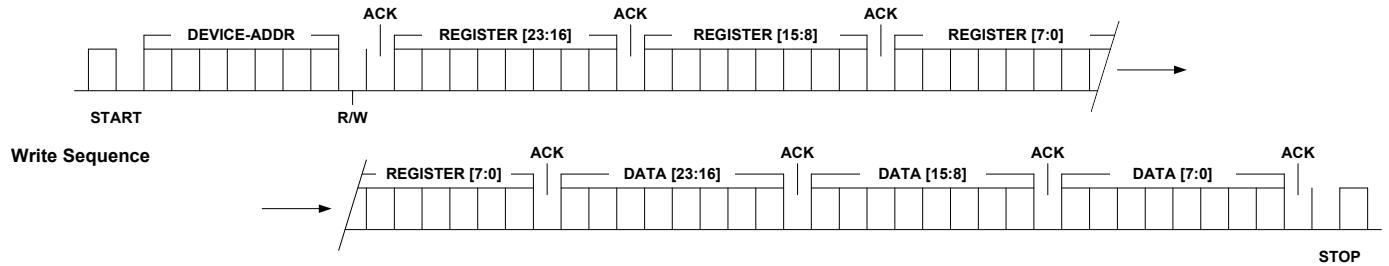 ACK ACK ACK
DEVICE-ADDR REGISTER [23:16] REGISTER [15:8] REGISTER [7:0]
START R/W
Write Sequence
ACK ACK ACK ACK
REGISTER [7:0] DATA [23:16] DATA [15:8] DATA [7:0]
STOP